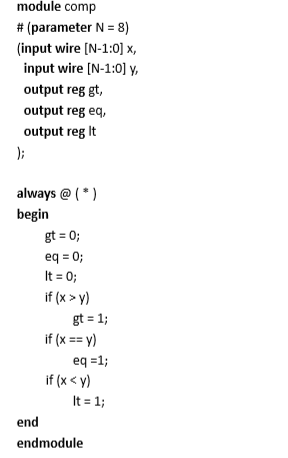 module comp
# (parameter N = 8)
(input wire [N-1:0] x,
input wire [N-1:0] y,
output reg gt,
output reg eq,
output reg lt
);
always @ ( * )
begin
gt = 0;
eq = 0;
lt = 0;
if (x > y)
gt = 1;
if (x == y)
eq =1;
if (x < y)
lt = 1;
end
endmodule